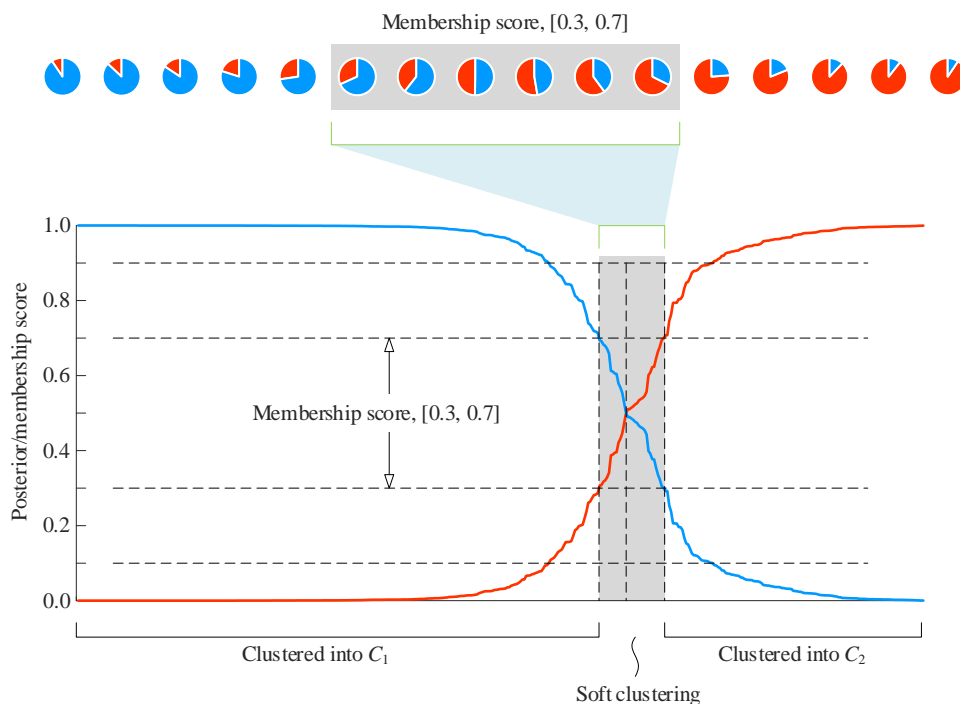 Membership score, [0.3, 0.7]
1.0
0.8
0.6
0.4
0.2
0.0
Posterior/membership score
Membership score, [0.3, 0.7]
Clustered into C₁
Clustered into C₂
Soft clustering